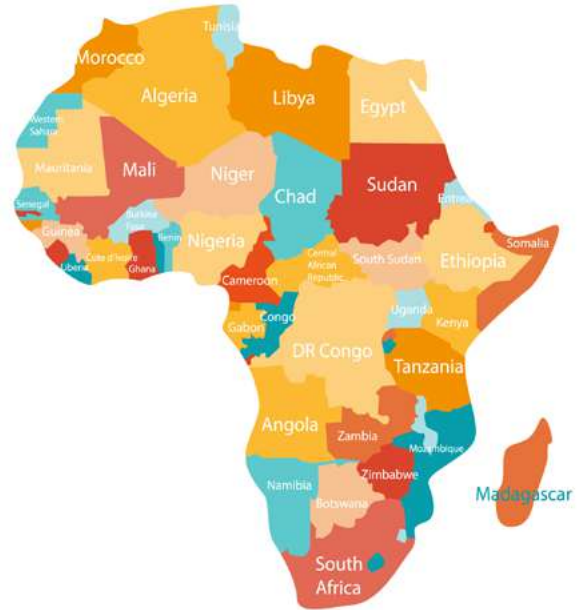 Tunisia
Morocco
Algeria
Libya
Egypt
Western
Sahara
Mauritania
Mali
Niger
Chad
Sudan
Eritrea
Senegal
Burkina
Faso
Guinea
Benin
Nigeria
Somalia
Liberia
Cote d'Ivoire
Ghana
Cameroon
Central
African
Republic
South Sudan
Ethiopia
Gabon
Congo
Uganda
Kenya
DR Congo
Tanzania
Angola
Zambia
Mozambique
Namibia
Zimbabwe
Botswana
Madagascar
South
Africa